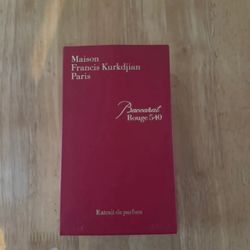 Maison
Francis Kurkdjian
Paris
Baccarat
Rouge 540
Extrait de parfum